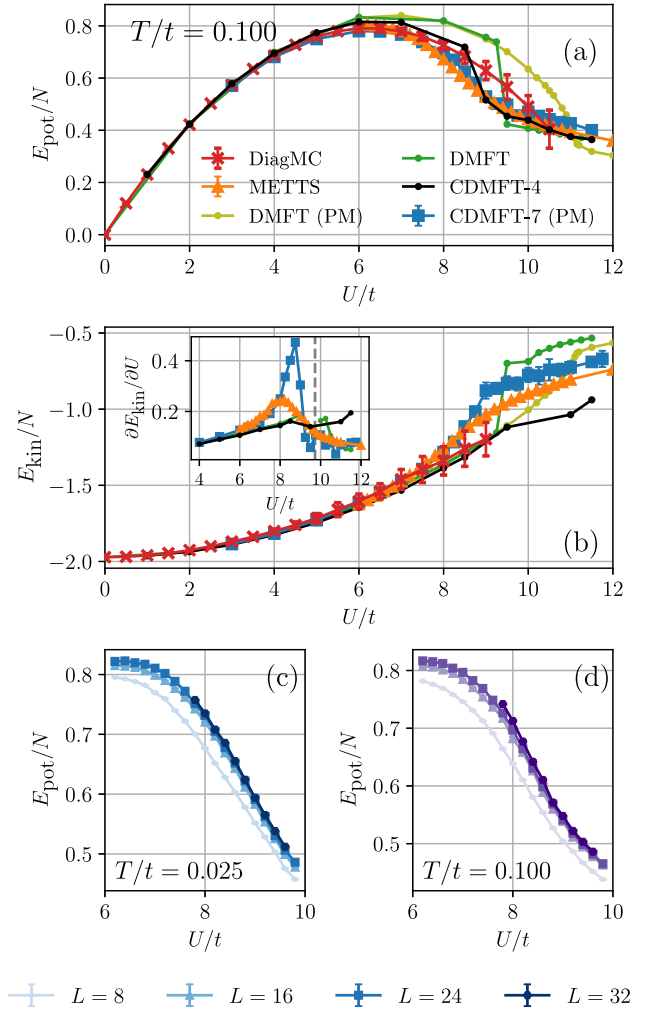 T/t = 0.100
(a)
E_pot/N
0.8
0.6
0.4
0.2
0.0
DiagMC
METTS
DMFT (PM)
DMFT
CDMFT-4
CDMFT-7 (PM)
0 2 4 6 8 10 12
U/t
E_kin/N
−0.5
−1.0
−1.5
−2.0
∂E_kin/∂U
0.4
0.2
4 6 8 10 12
U/t
(b)
0 2 4 6 8 10 12
U/t
E_pot/N
0.8
0.7
0.6
0.5
(c)
T/t = 0.025
6 8 10
U/t
E_pot/N
0.8
0.7
0.6
0.5
(d)
T/t = 0.100
6 8 10
U/t
L = 8 L = 16 L = 24 L = 32